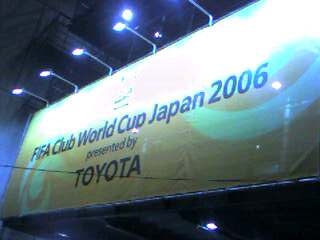 FIFA Club World Cup Japan 2006
presented by
TOYOTA